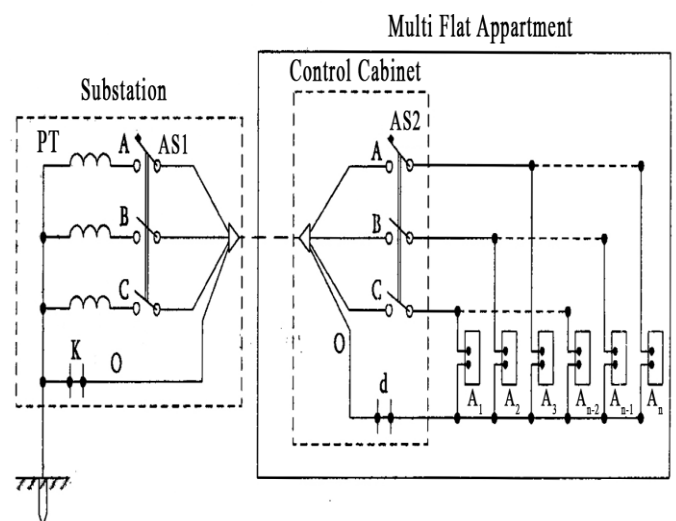 Multi Flat Appartment
Substation
Control Cabinet
PT
A
AS1
B
C
K
O
AS2
A
B
C
O
d
A1
A2
A3
An-2
An-1
An